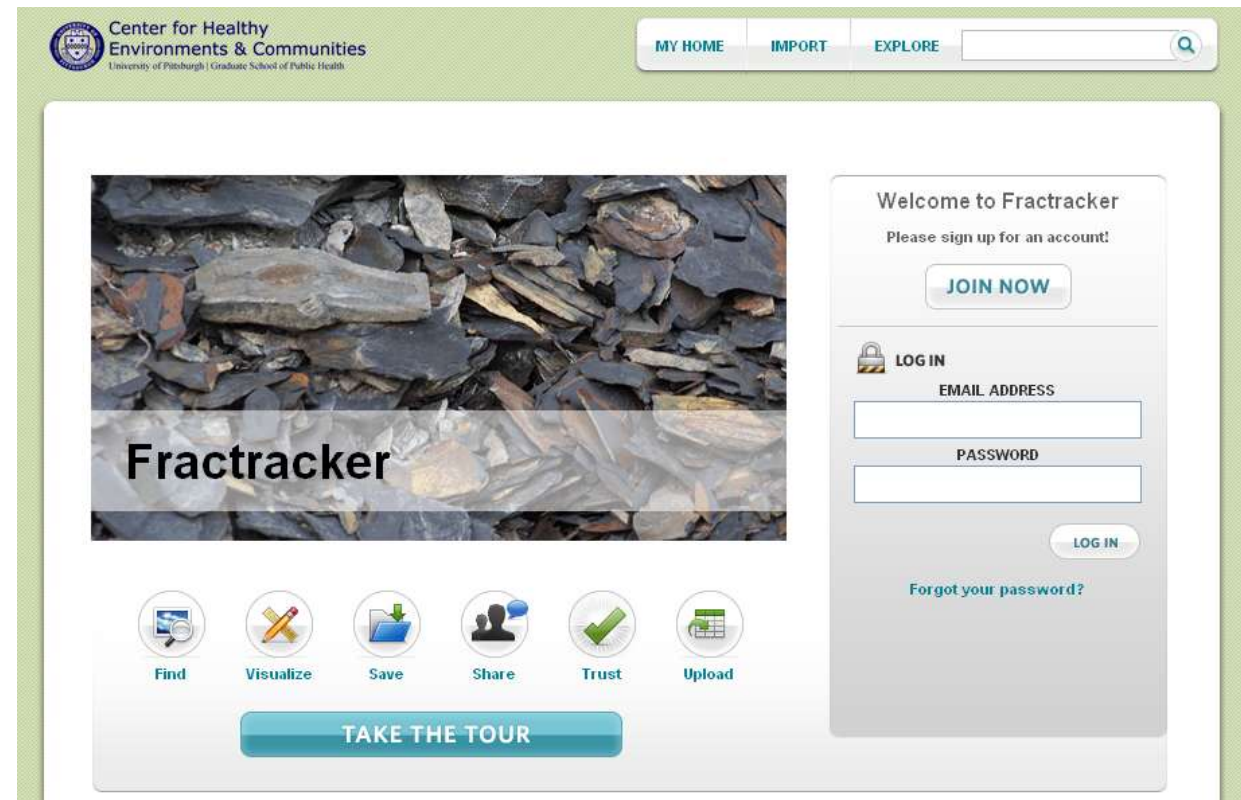 Center for Healthy
Environments & Communities
University of Pittsburgh | Graduate School of Public Health
MY HOME
IMPORT
EXPLORE
Fractracker
Welcome to Fractracker
Please sign up for an account!
JOIN NOW
LOG IN
EMAIL ADDRESS
PASSWORD
LOG IN
Forgot your password?
Find
Visualize
Save
Share
Trust
Upload
TAKE THE TOUR